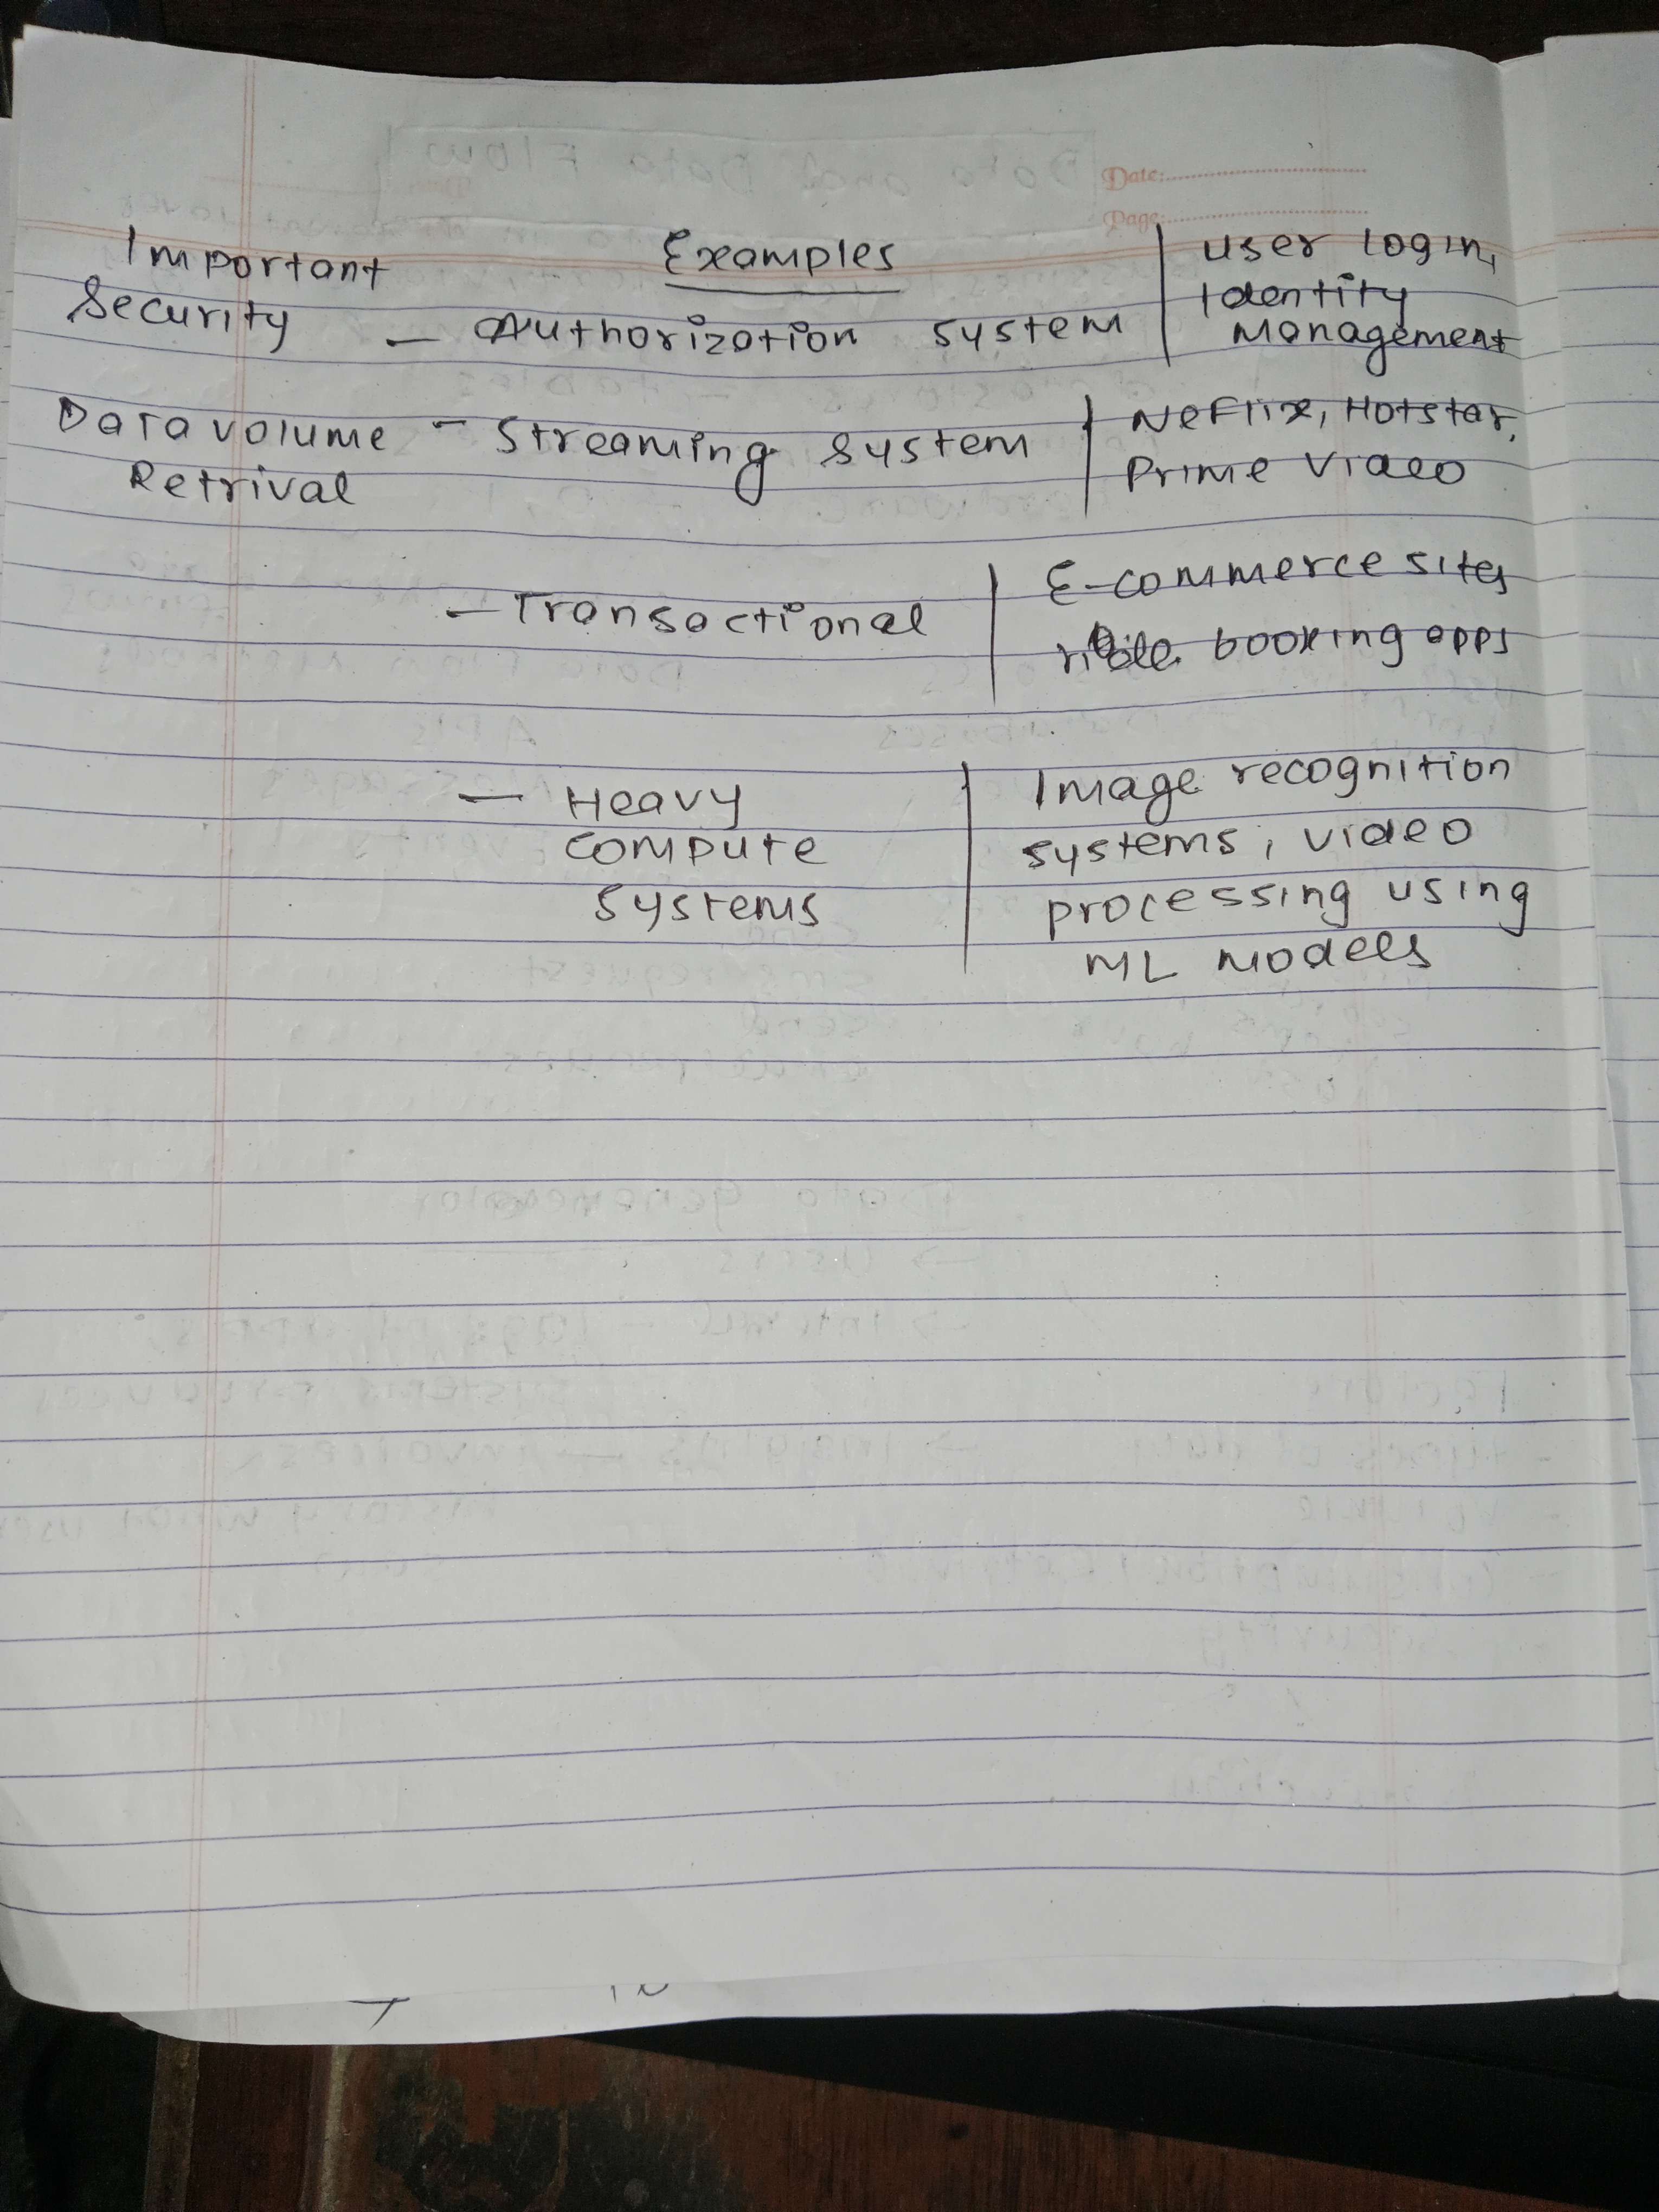 Date:
Page:
Important Examples user login,
Security - Authorization system Identity
Management
Data volume - Streaming system Neflix, Hotstar,
Retrival Prime Video
- Transactional E-commerce sites
ride booking apps
- Heavy Image recognition
compute systems, video
systems processing using
ML models